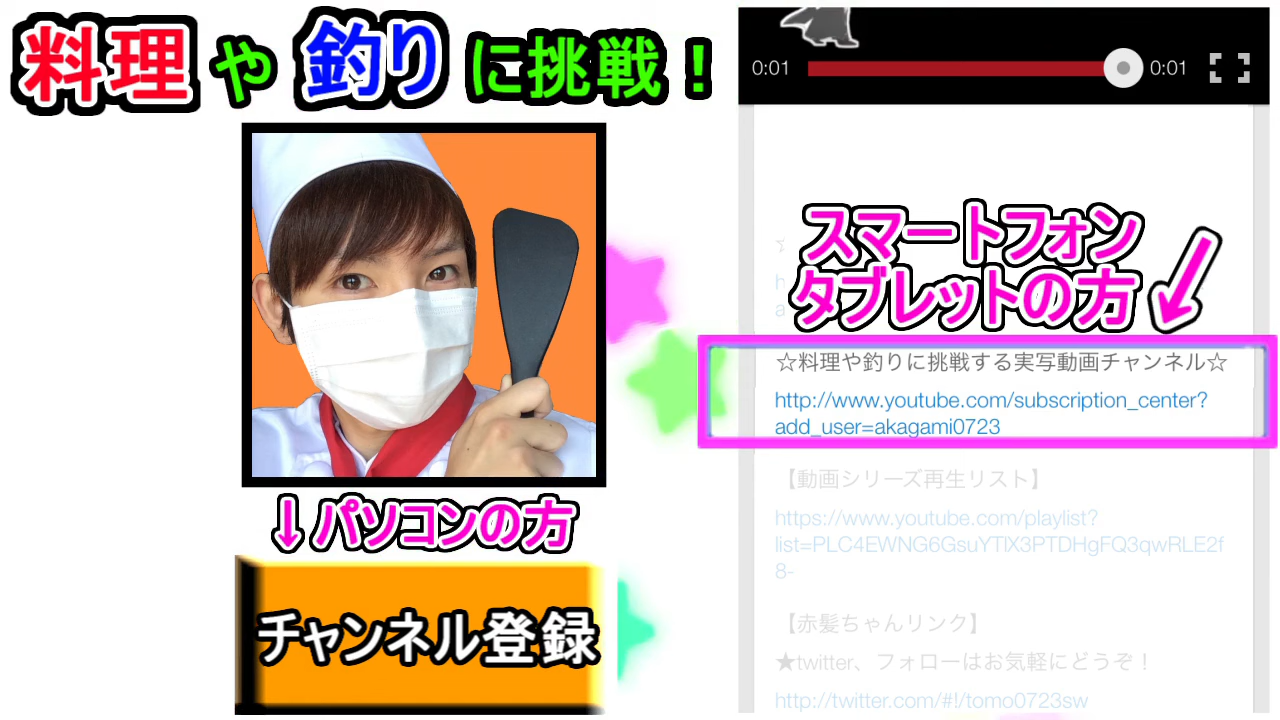 料理や釣りに挑戦!
0:01
0:01
スマートフォン
タブレットの方
☆料理や釣りに挑戦する実写動画チャンネル☆
http://www.youtube.com/subscription_center?
add_user=akagami0723
【動画シリーズ再生リスト】
https://www.youtube.com/playlist?
list=PLC4EWNG6GsuYTlX3PTDHgFQ3qwRLE2f
8-
【赤髪ちゃんリンク】
★twitter、フォローはお気軽にどうぞ！
http://twitter.com/#!/tomo0723sw
↓パソコンの方
チャンネル登録